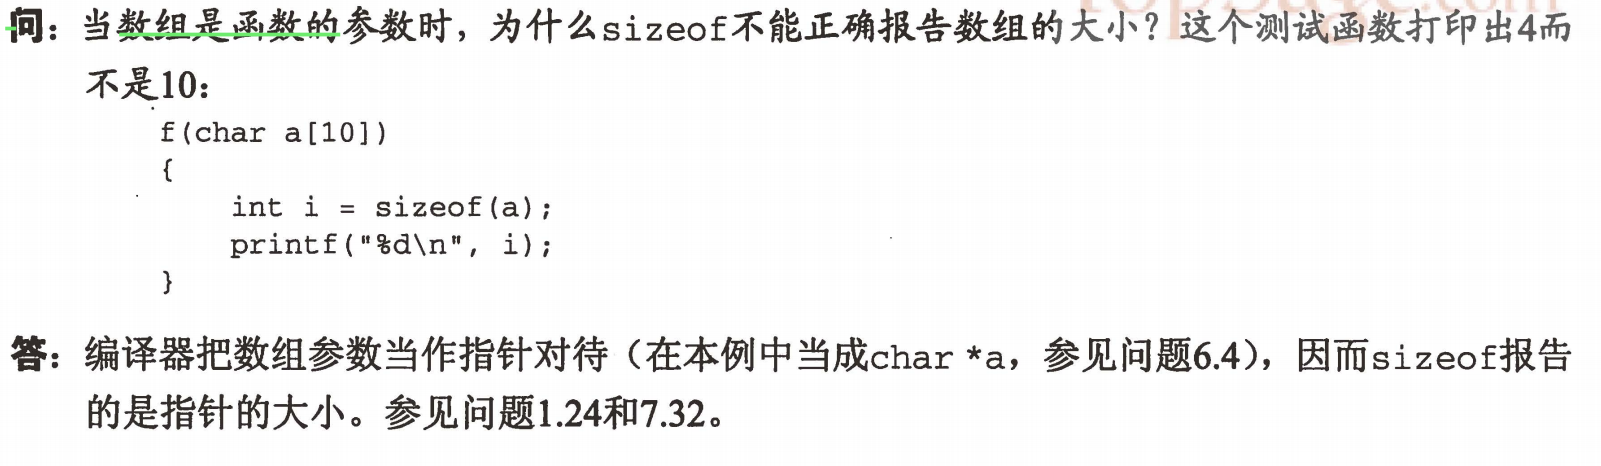 问：当数组是函数的参数时，为什么sizeof不能正确报告数组的大小？这个测试函数打印出4而
不是10：
f(char a[10])
{
int i = sizeof(a);
printf("%d\n", i);
}
答：编译器把数组参数当作指针对待（在本例中当成char *a，参见问题6.4），因而sizeof报告
的是指针的大小。参见问题1.24和7.32。